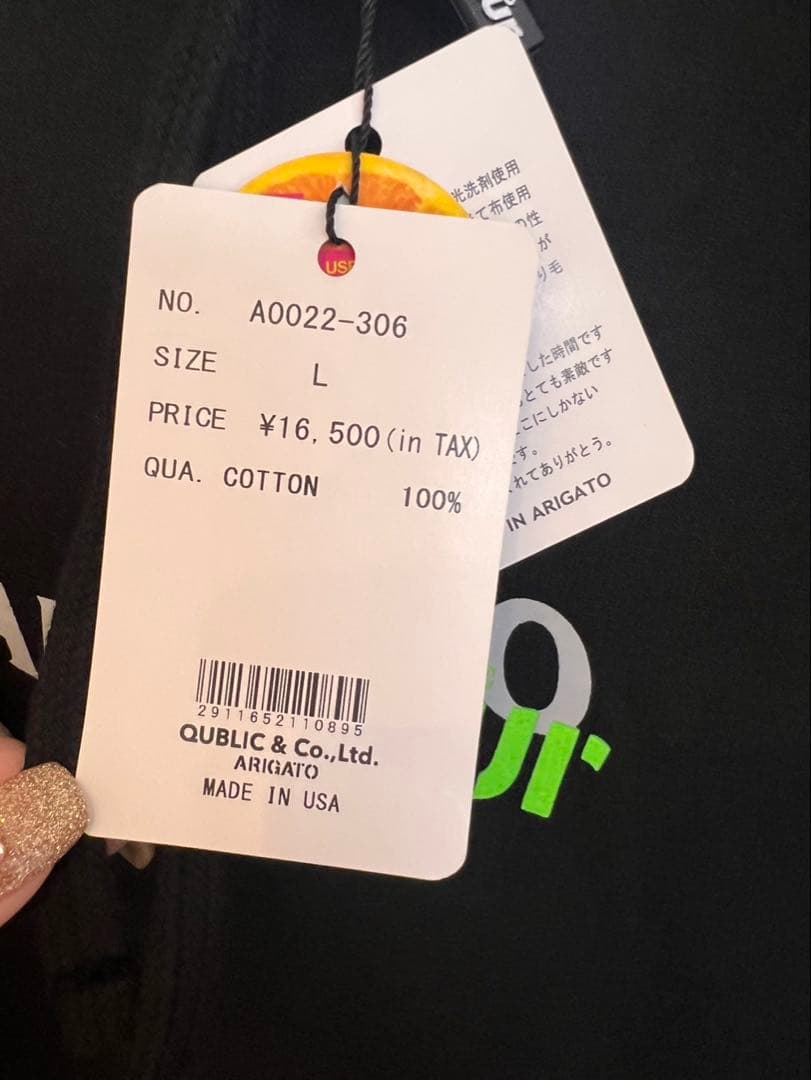 USE
NO. A0022-306
SIZE L
PRICE ¥16,500(in TAX)
QUA. COTTON 100%
2911652110895
QUBLIC & Co.,Ltd.
ARIGATO
MADE IN USA
光洗剤使用
て布使用
の性
が
り毛
した時間です
とても素敵です
こにしかない
です。
くれてありがとう。
IN ARIGATO